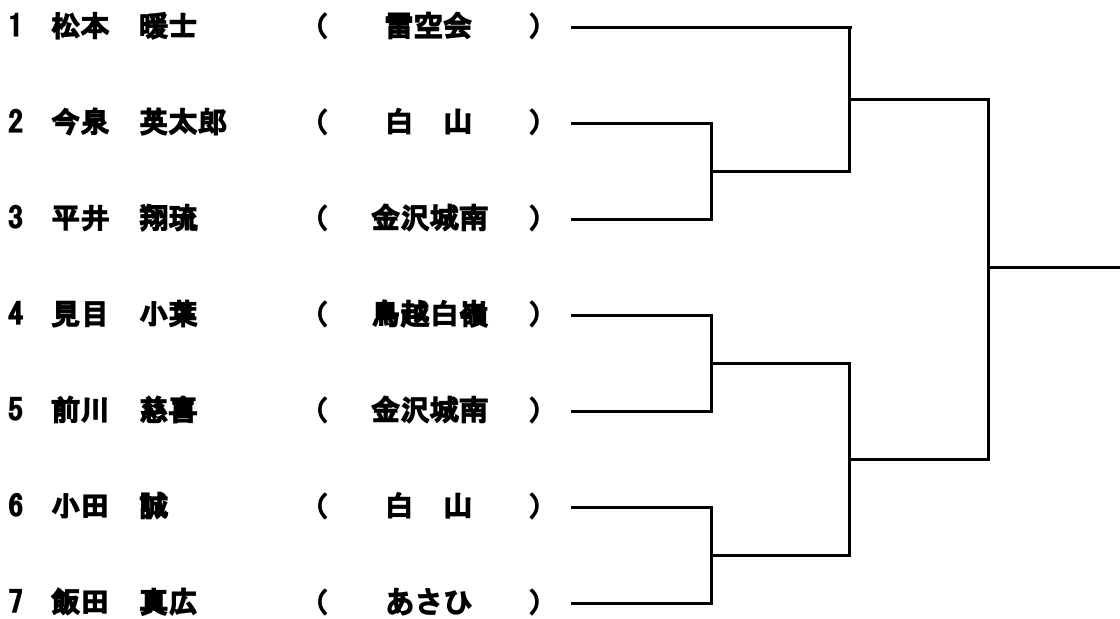 1 松本 暖士 ( 雷空会 )
2 今泉 英太郎 ( 白 山 )
3 平井 翔琉 ( 金沢城南 )
4 見目 小葉 ( 鳥越白嶺 )
5 前川 慈喜 ( 金沢城南 )
6 小田 誠 ( 白 山 )
7 飯田 真広 ( あさひ )